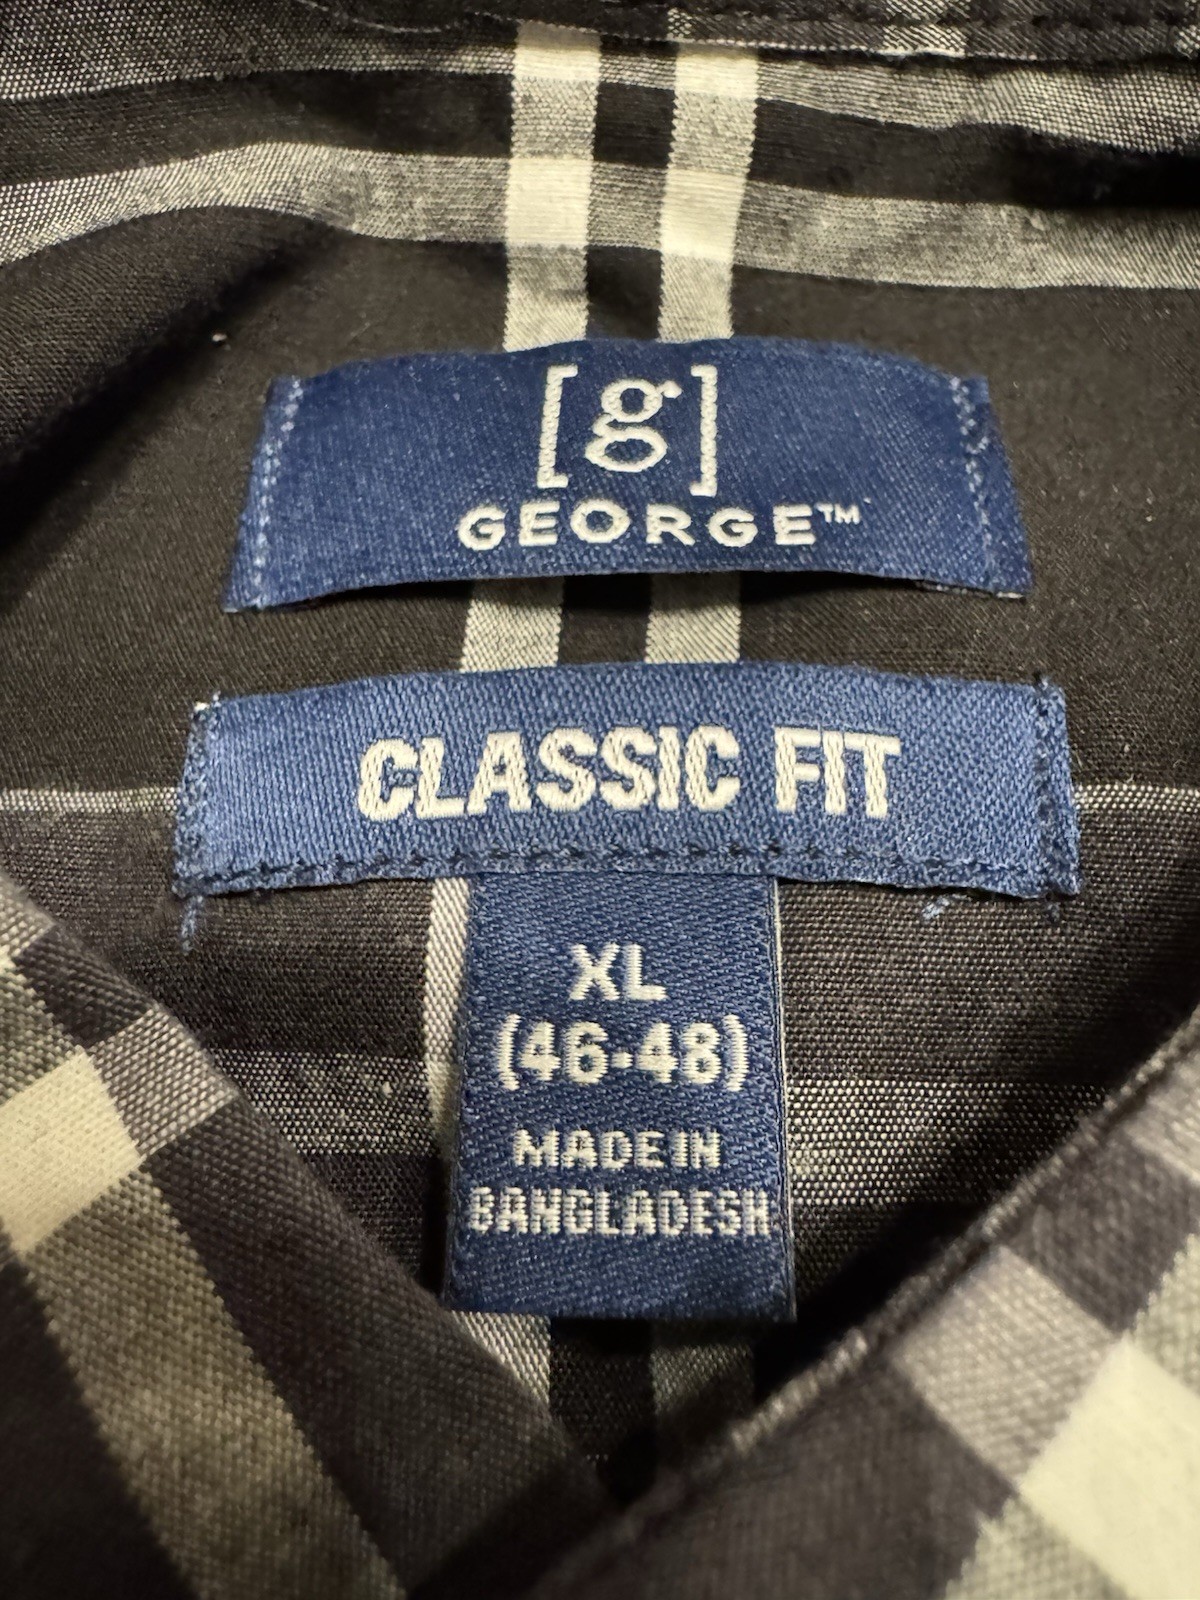 [g]
GEORGE™
CLASSIC FIT
XL
(46-48)
MADE IN
BANGLADESH